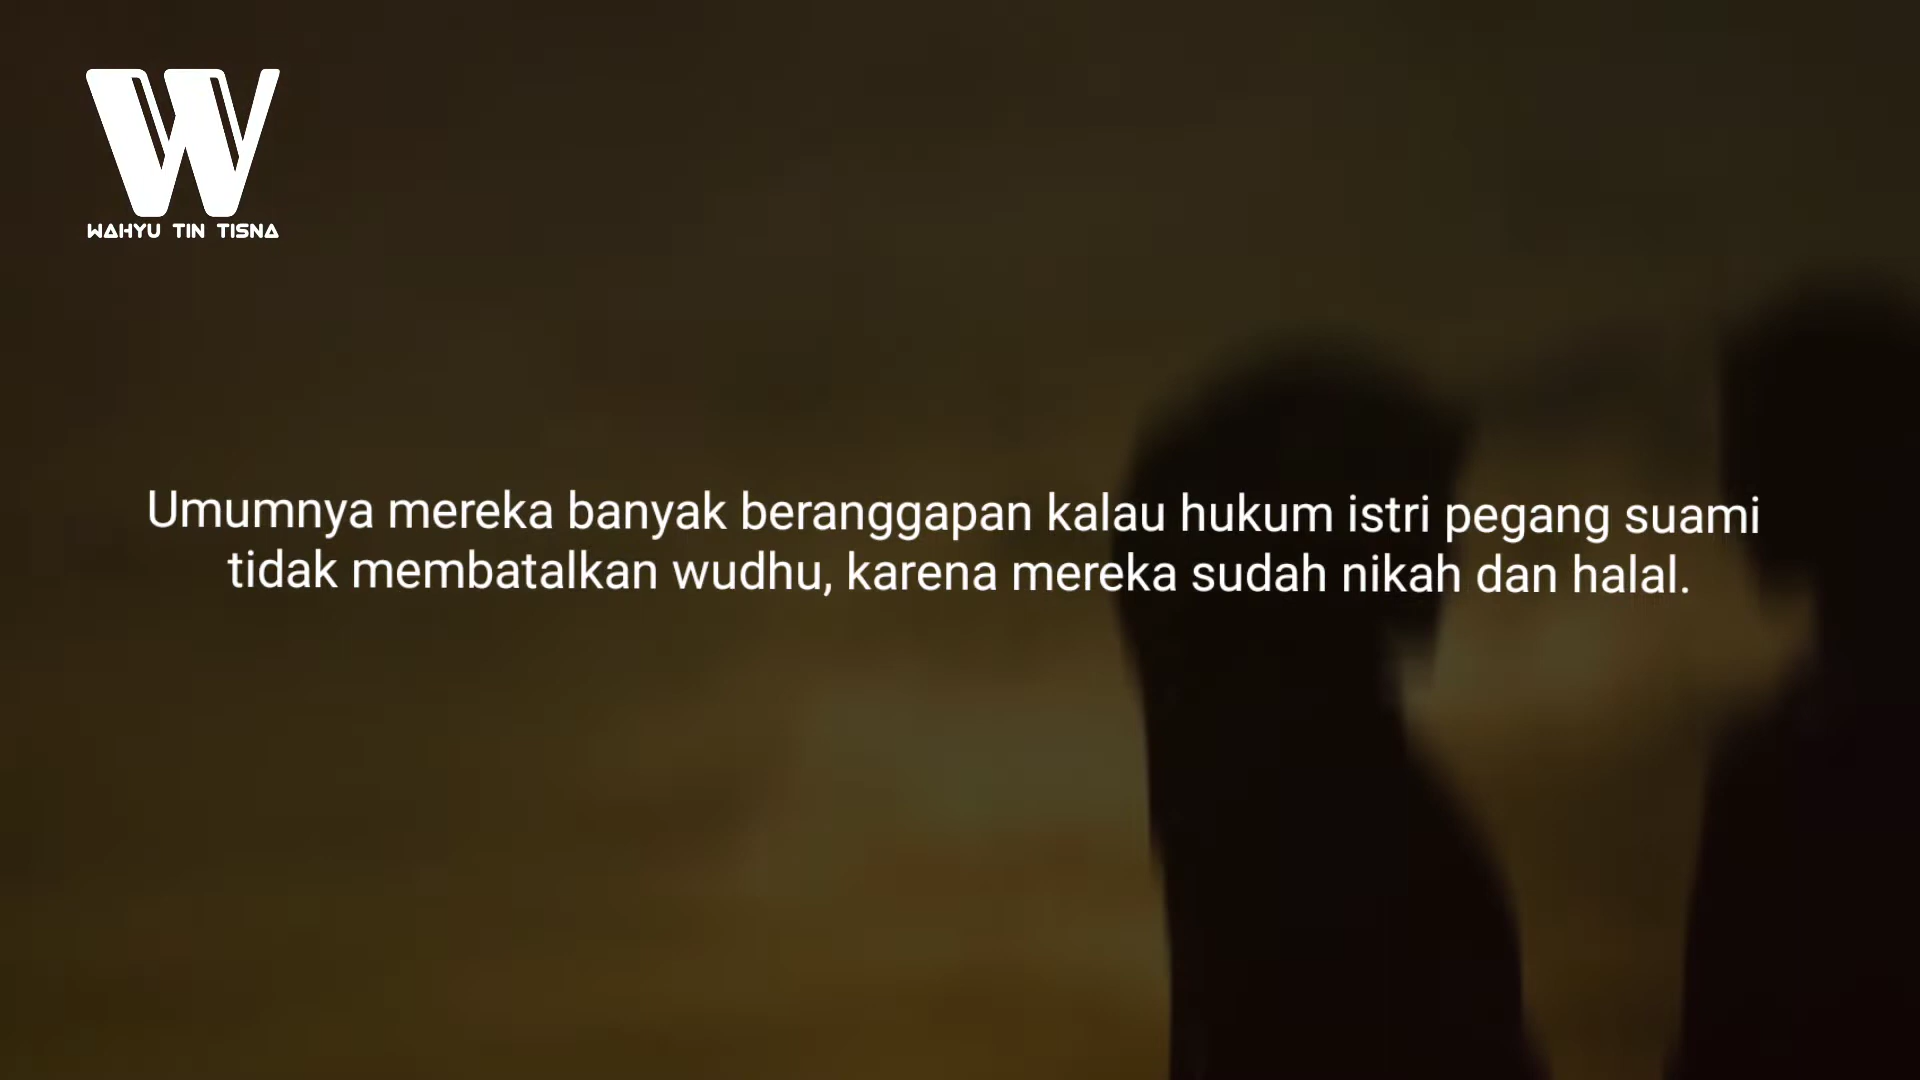 W
WAHYU TIN TISNA
Umumnya mereka banyak beranggapan kalau hukum istri pegang suami
tidak membatalkan wudhu, karena mereka sudah nikah dan halal.